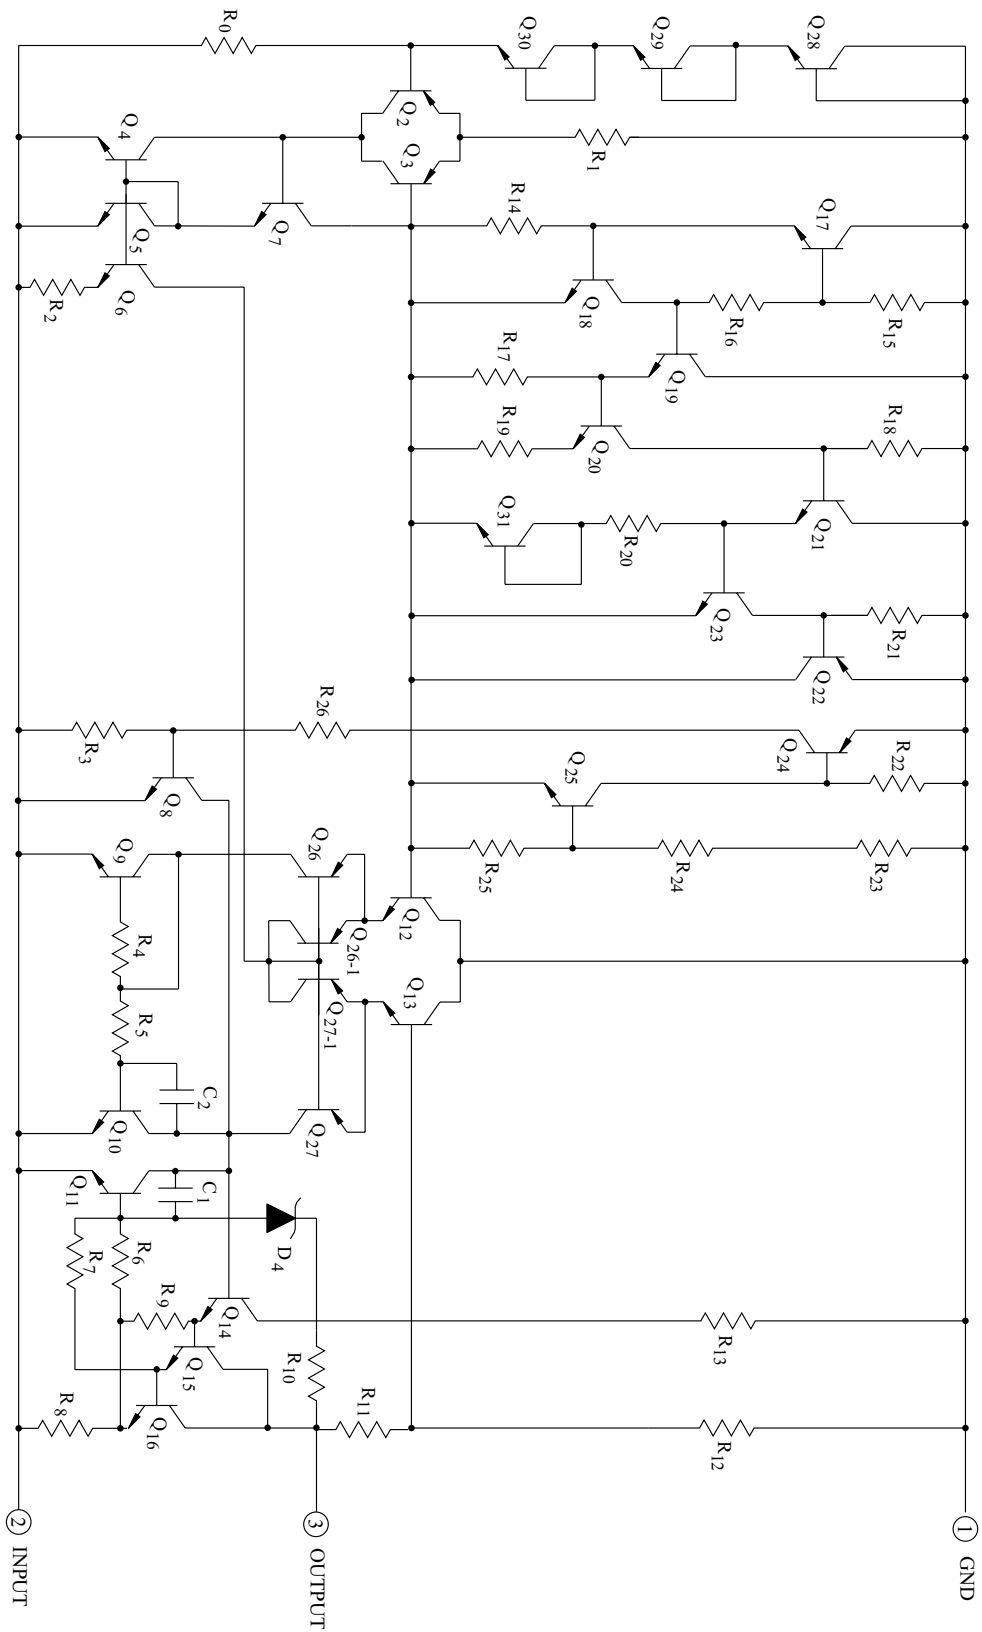 1 GND
R15
R18
R21
R22
R23
Q28
Q17
Q21
Q22
Q24
R16
R13
R12
Q29
Q19
Q23
R24
R1
R20
Q18
Q20
Q25
Q30
R14
R17
R19
Q31
R25
Q2
Q3
Q12
Q13
R11
R26
Q26
Q26-1
Q27-1
Q27
R10
3 OUTPUT
Q7
D4
R0
C2
C1
Q14
Q15
Q8
R9
Q16
Q4
Q5
Q6
Q9
R4
R5
Q10
R6
R7
R3
Q11
R2
R8
2 INPUT